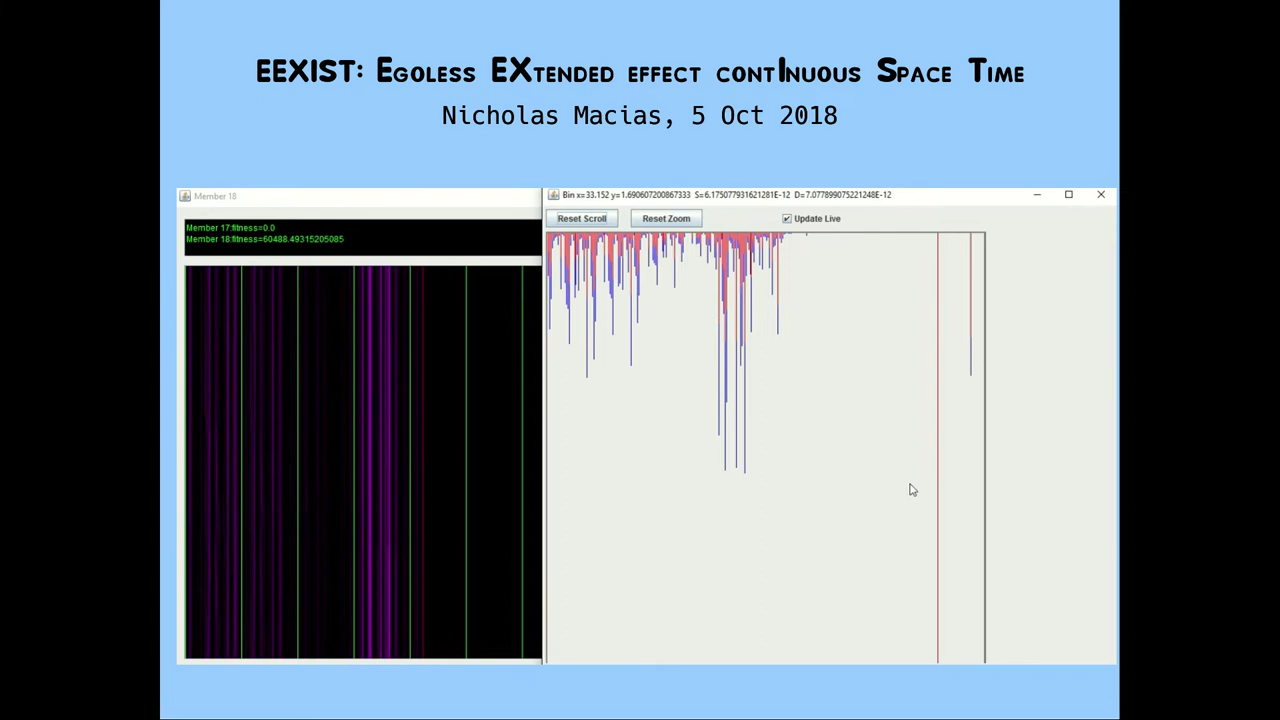 EEXIST: EGOLESS EXTENDED EFFECT CONTINUOUS SPACE TIME
Nicholas Macias, 5 Oct 2018
Member 18
Bin x=33.152 y=1.690607200867333 S=6.175077931621281E-12 D=7.077899075221248E-12
Reset Scroll Reset Zoom Update Live
Member 17:fitness=0.0
Member 18:fitness=60488.49315205085